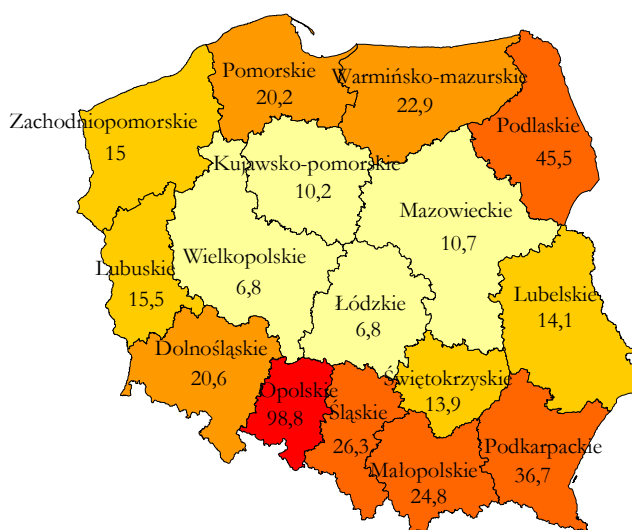 Pomorskie
20,2
Warmińsko-mazurskie
22,9
Zachodniopomorskie
15
Podlaskie
45,5
Kujawsko-pomorskie
10,2
Mazowieckie
10,7
Wielkopolskie
6,8
Lubuskie
15,5
Łódzkie
6,8
Lubelskie
14,1
Dolnośląskie
20,6
Opolskie
98,8
Śląskie
26,3
Świętokrzyskie
13,9
Małopolskie
24,8
Podkarpackie
36,7